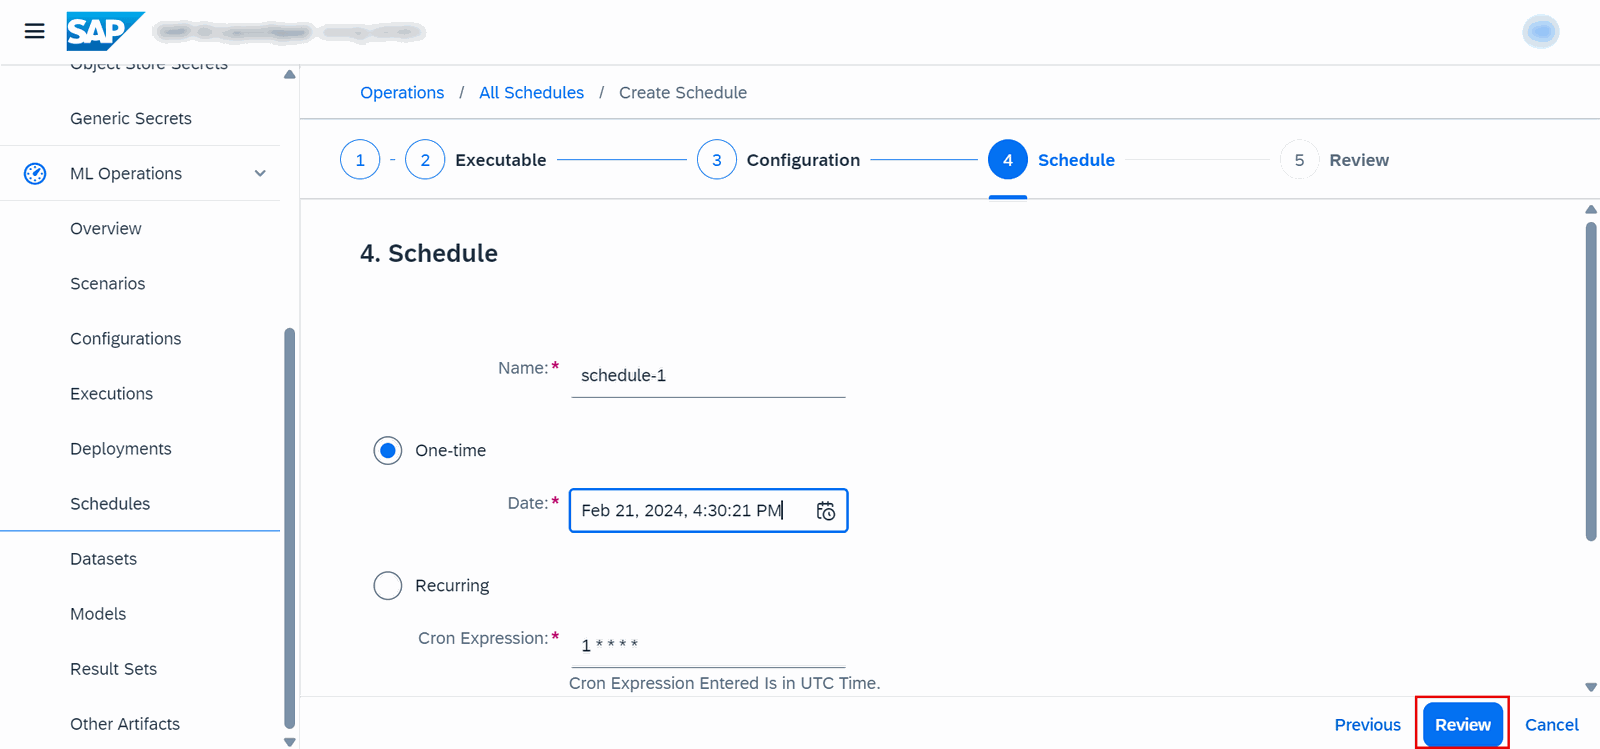 SAP
Object Store Secrets
Generic Secrets
ML Operations
Overview
Scenarios
Configurations
Executions
Deployments
Schedules
Datasets
Models
Result Sets
Other Artifacts
Operations / All Schedules / Create Schedule
1 - 2 Executable 3 Configuration 4 Schedule 5 Review
4. Schedule
Name:* schedule-1
One-time
Date:* Feb 21, 2024, 4:30:21 PM
Recurring
Cron Expression:* 1 * * * *
Cron Expression Entered Is in UTC Time.
Previous Review Cancel